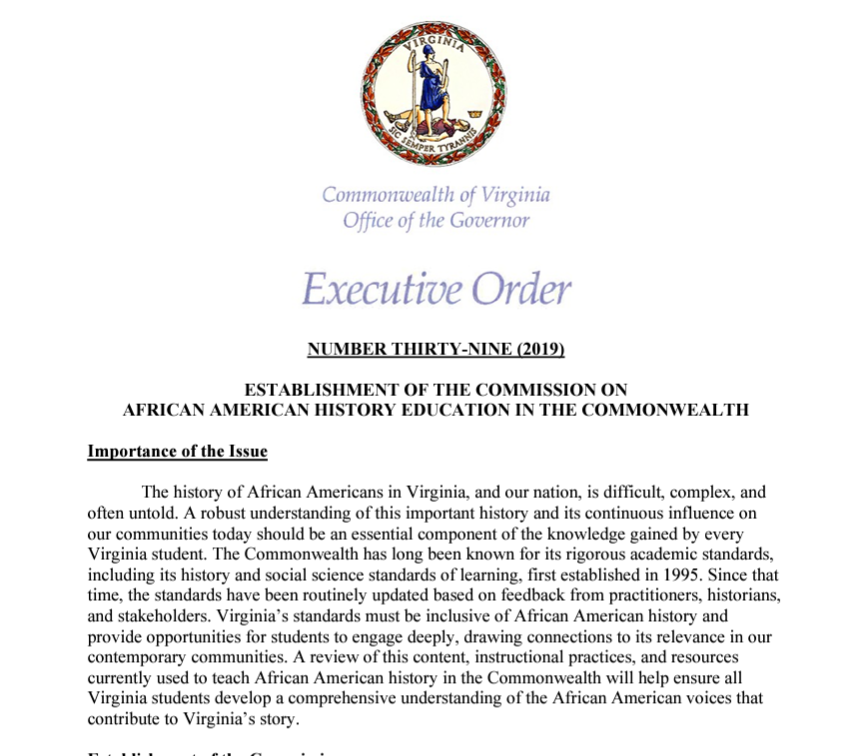 VIRGINIA
SIC SEMPER TYRANNIS
Commonwealth of Virginia
Office of the Governor
Executive Order
NUMBER THIRTY-NINE (2019)
ESTABLISHMENT OF THE COMMISSION ON
AFRICAN AMERICAN HISTORY EDUCATION IN THE COMMONWEALTH
Importance of the Issue
The history of African Americans in Virginia, and our nation, is difficult, complex, and
often untold. A robust understanding of this important history and its continuous influence on
our communities today should be an essential component of the knowledge gained by every
Virginia student. The Commonwealth has long been known for its rigorous academic standards,
including its history and social science standards of learning, first established in 1995. Since that
time, the standards have been routinely updated based on feedback from practitioners, historians,
and stakeholders. Virginia’s standards must be inclusive of African American history and
provide opportunities for students to engage deeply, drawing connections to its relevance in our
contemporary communities. A review of this content, instructional practices, and resources
currently used to teach African American history in the Commonwealth will help ensure all
Virginia students develop a comprehensive understanding of the African American voices that
contribute to Virginia’s story.